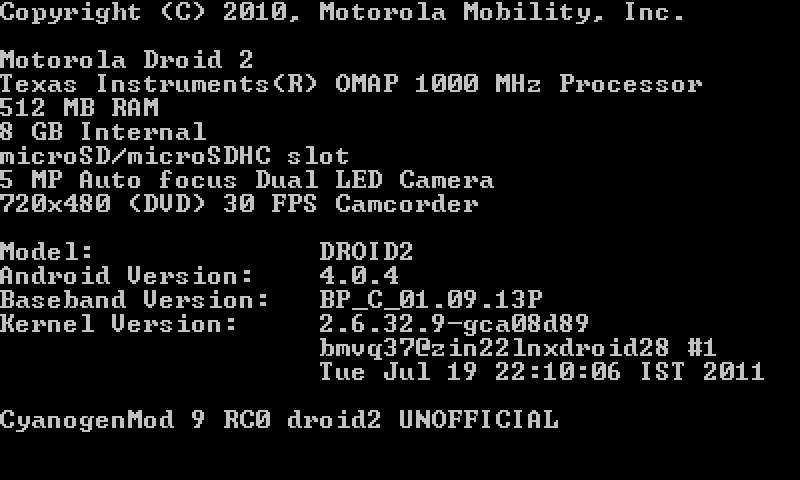 Copyright (C) 2010, Motorola Mobility, Inc.
Motorola Droid 2
Texas Instruments(R) OMAP 1000 MHz Processor
512 MB RAM
8 GB Internal
microSD/microSDHC slot
5 MP Auto focus Dual LED Camera
720x480 (DVD) 30 FPS Camcorder
Model: DROID2
Android Version: 4.0.4
Baseband Version: BP_C_01.09.13P
Kernel Version: 2.6.32.9-gca08d89
bmvq37@zin22lnxdroid28 #1
Tue Jul 19 22:10:06 IST 2011
CyanogenMod 9 RC0 droid2 UNOFFICIAL